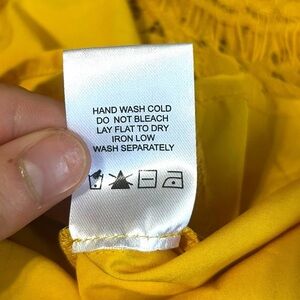 HAND WASH COLD
DO NOT BLEACH
LAY FLAT TO DRY
IRON LOW
WASH SEPARATELY